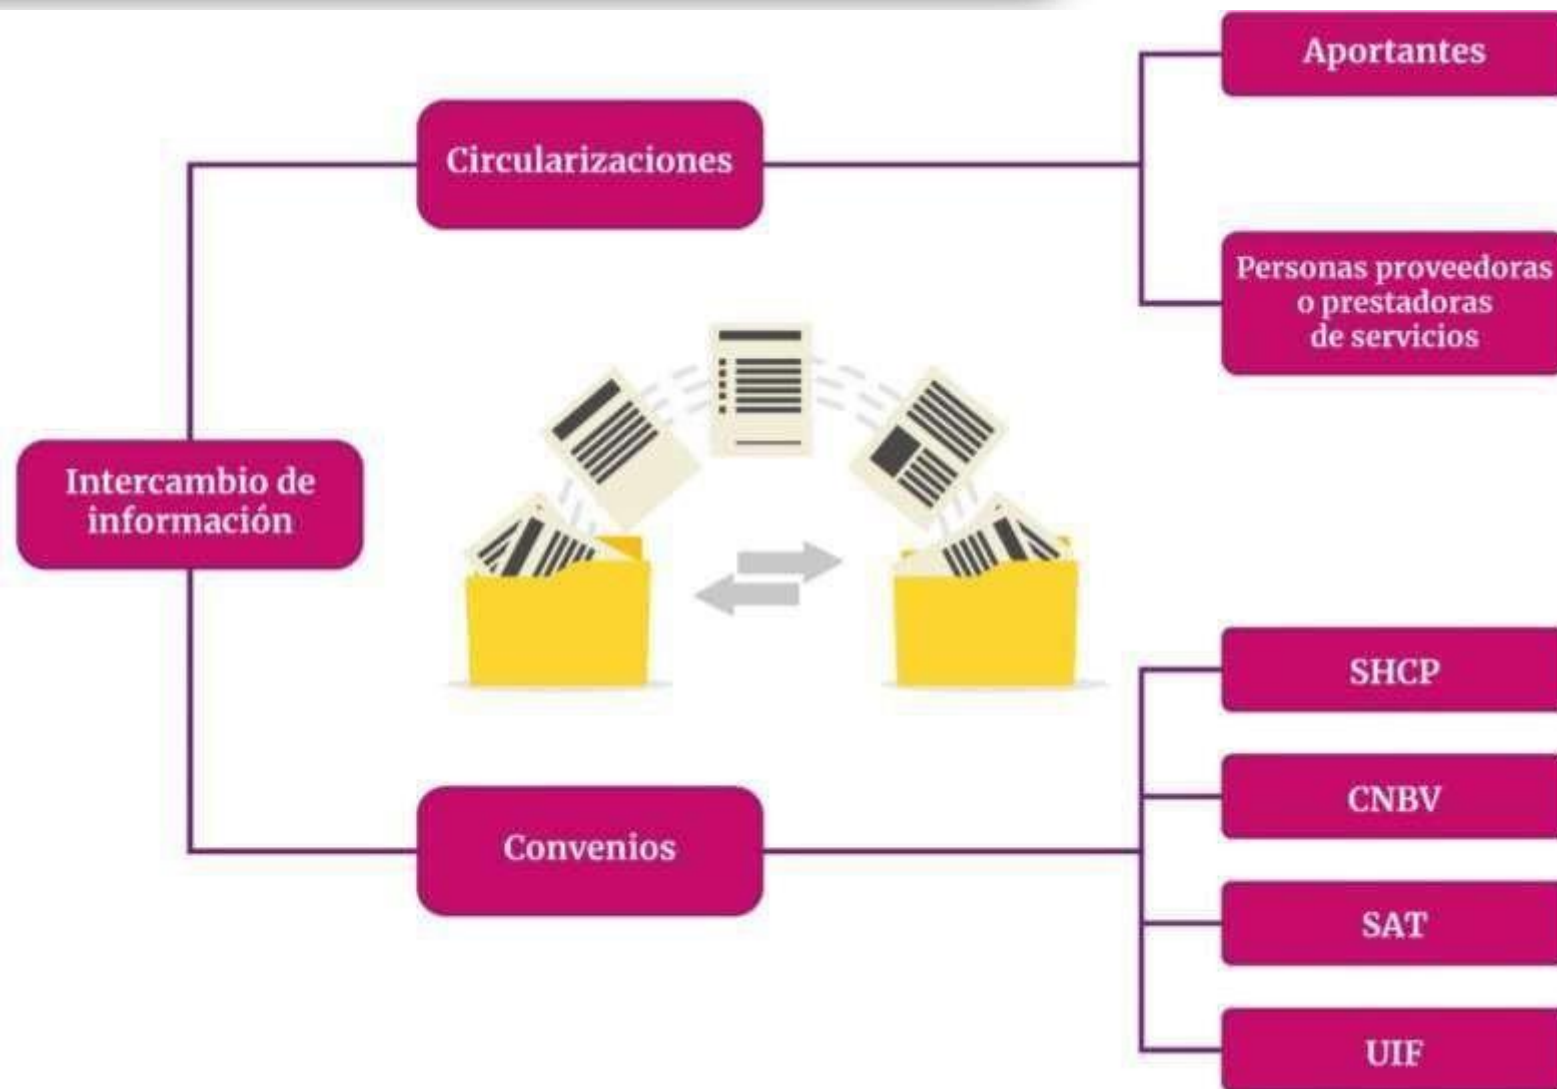 Aportantes
Circularizaciones
Personas proveedoras
o prestadoras
de servicios
Intercambio de
información
SHCP
CNBV
Convenios
SAT
UIF